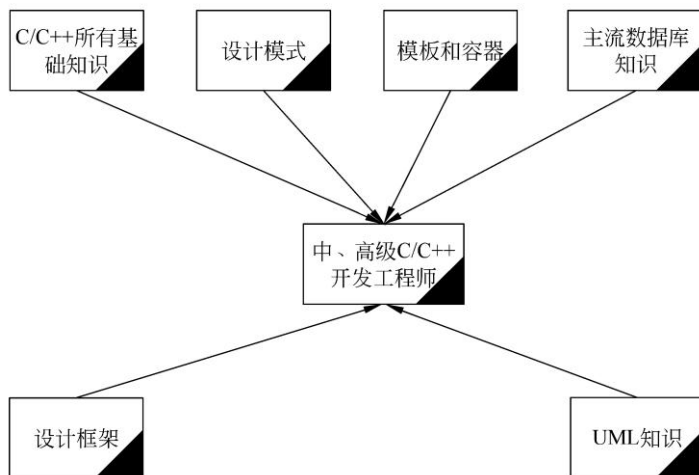 C/C++所有基
础知识
设计模式
模板和容器
主流数据库
知识
中、高级C/C++
开发工程师
设计框架
UML知识